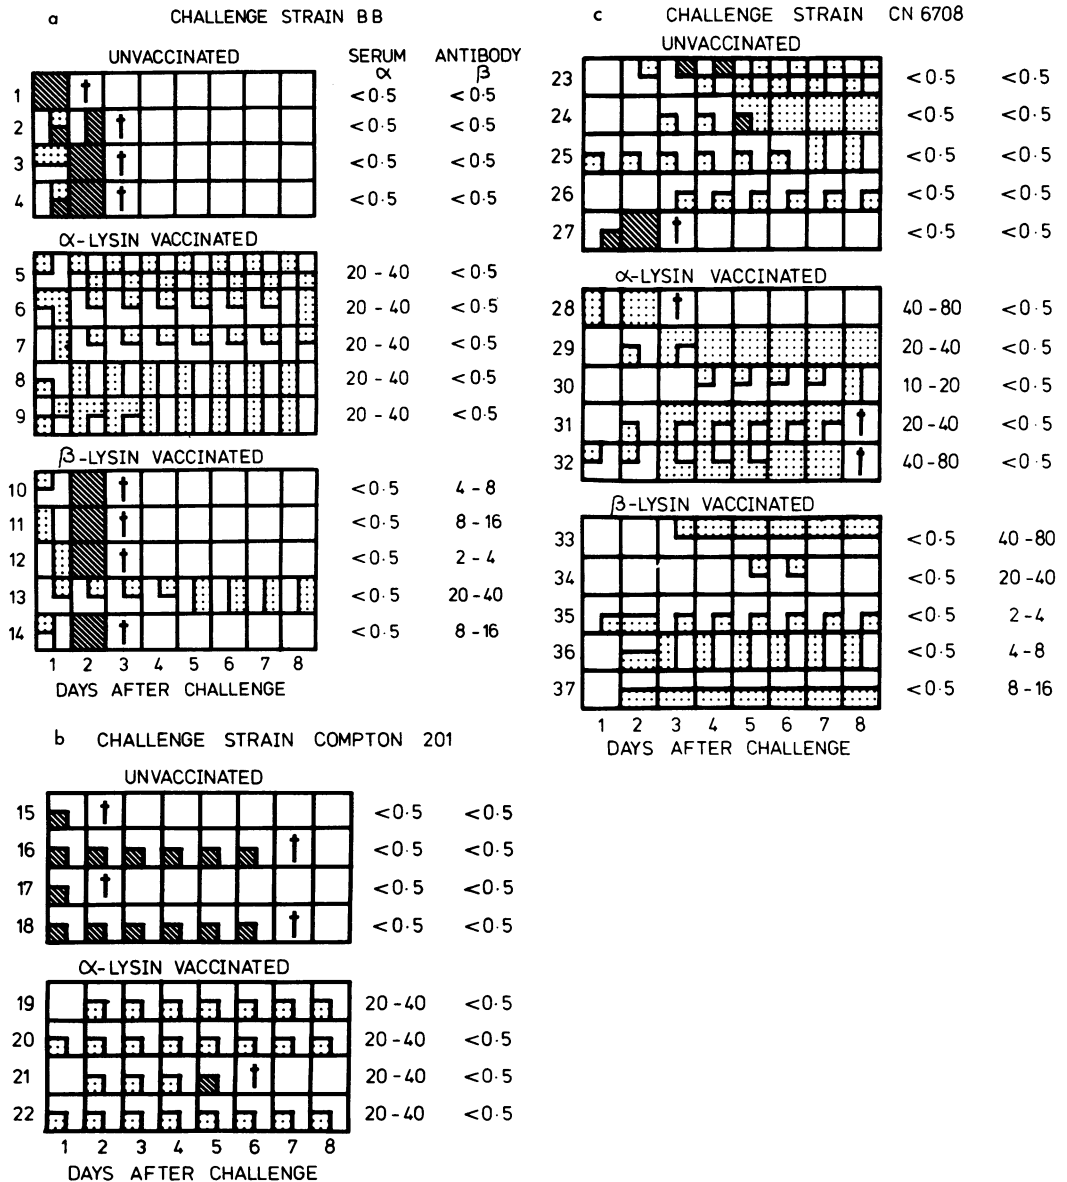 a CHALLENGE STRAIN BB
UNVACCINATED SERUM ANTIBODY
α β
1 † <0·5 <0·5
2 † <0·5 <0·5
3 † <0·5 <0·5
4 † <0·5 <0·5
α-LYSIN VACCINATED
5 20-40 <0·5
6 20-40 <0·5
7 20-40 <0·5
8 20-40 <0·5
9 20-40 <0·5
β-LYSIN VACCINATED
10 † <0·5 4-8
11 † <0·5 8-16
12 † <0·5 2-4
13 <0·5 20-40
14 † <0·5 8-16
1 2 3 4 5 6 7 8
DAYS AFTER CHALLENGE
b CHALLENGE STRAIN COMPTON 201
UNVACCINATED
15 † <0·5 <0·5
16 † <0·5 <0·5
17 † <0·5 <0·5
18 † <0·5 <0·5
α-LYSIN VACCINATED
19 20-40 <0·5
20 20-40 <0·5
21 † 20-40 <0·5
22 20-40 <0·5
1 2 3 4 5 6 7 8
DAYS AFTER CHALLENGE
c CHALLENGE STRAIN CN 6708
UNVACCINATED
23 <0·5 <0·5
24 <0·5 <0·5
25 <0·5 <0·5
26 <0·5 <0·5
27 † <0·5 <0·5
α-LYSIN VACCINATED
28 † 40-80 <0·5
29 20-40 <0·5
30 10-20 <0·5
31 † 20-40 <0·5
32 † 40-80 <0·5
β-LYSIN VACCINATED
33 <0·5 40-80
34 <0·5 20-40
35 <0·5 2-4
36 <0·5 4-8
37 <0·5 8-16
1 2 3 4 5 6 7 8
DAYS AFTER CHALLENGE